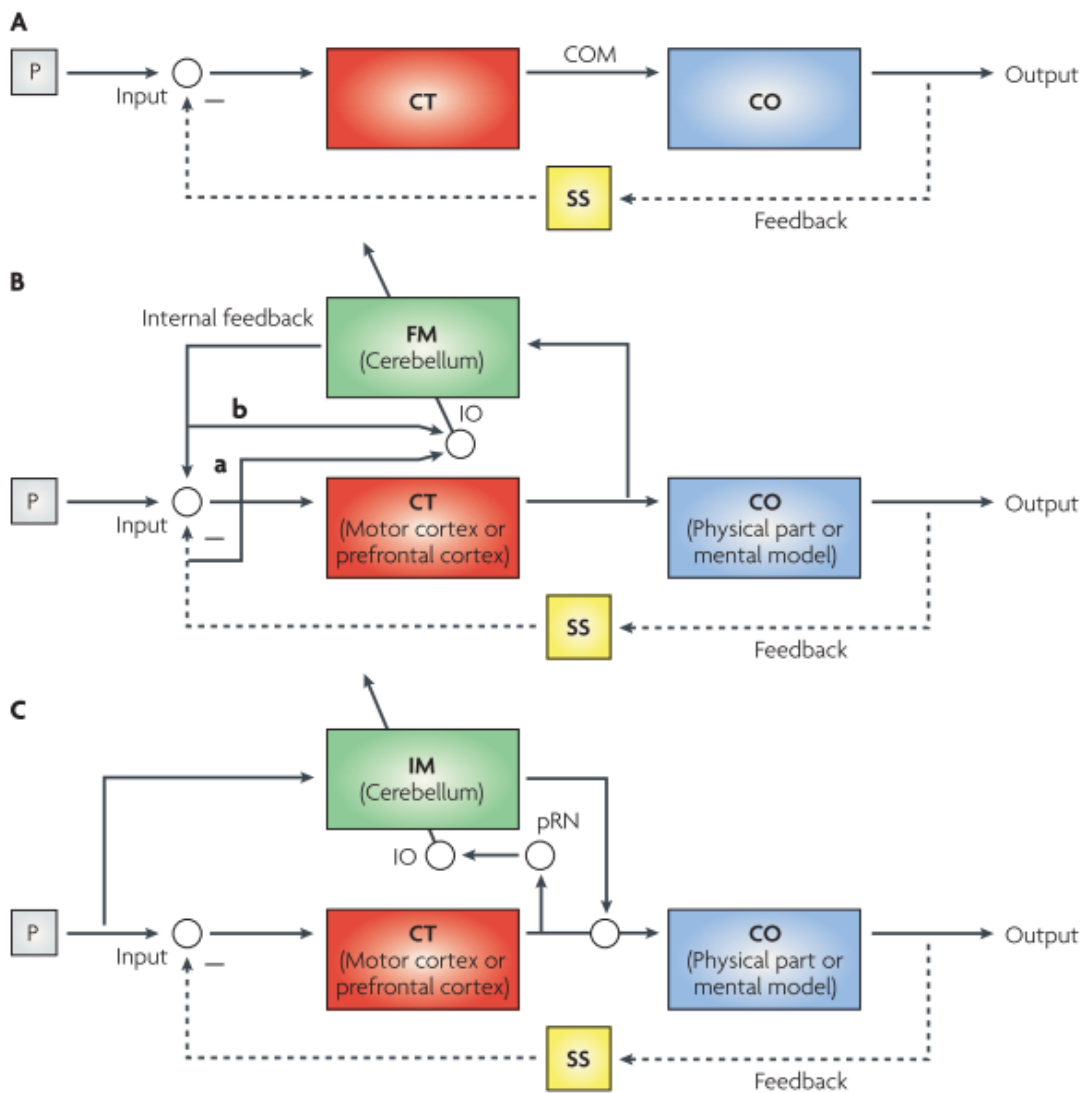 A
P
Input
−
CT
COM
CO
Output
SS
Feedback
B
Internal feedback
FM
(Cerebellum)
b
IO
a
P
Input
−
CT
(Motor cortex or
prefrontal cortex)
CO
(Physical part or
mental model)
Output
SS
Feedback
C
IM
(Cerebellum)
pRN
IO
P
Input
−
CT
(Motor cortex or
prefrontal cortex)
CO
(Physical part or
mental model)
Output
SS
Feedback